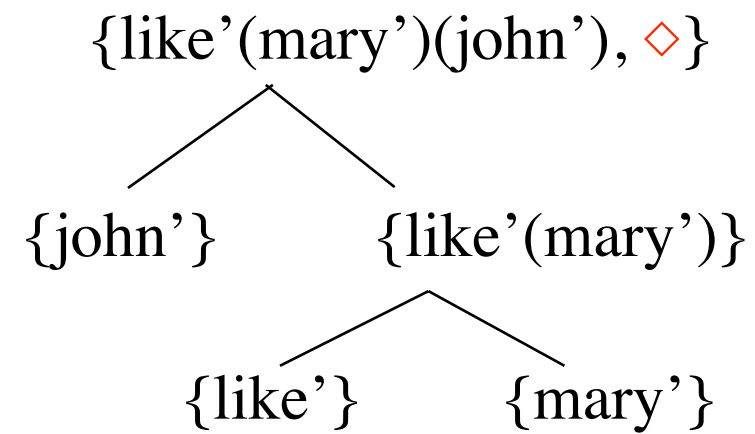 {like’(mary’)(john’), ◇}
{john’} {like’(mary’)}
{like’} {mary’}